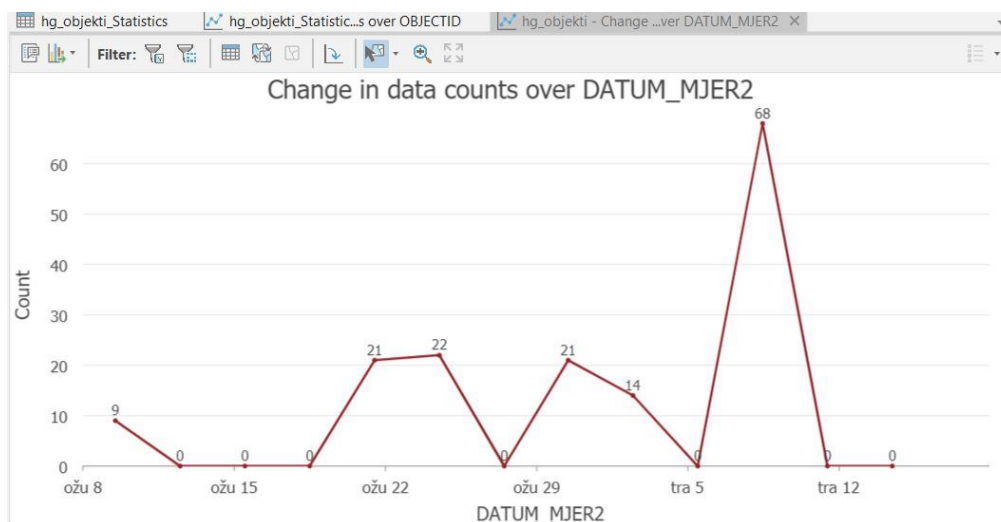 hg_objekti_Statistics hg_objekti_Statistic...s over OBJECTID hg_objekti - Change ...ver DATUM_MJER2
Filter:
Change in data counts over DATUM_MJER2
68
60
50
40
30
21 22 21
20
14
9
10
0 0 0 0 0 0 0
0
Count
ožu 8 ožu 15 ožu 22 ožu 29 tra 5 tra 12
DATUM_MJER2